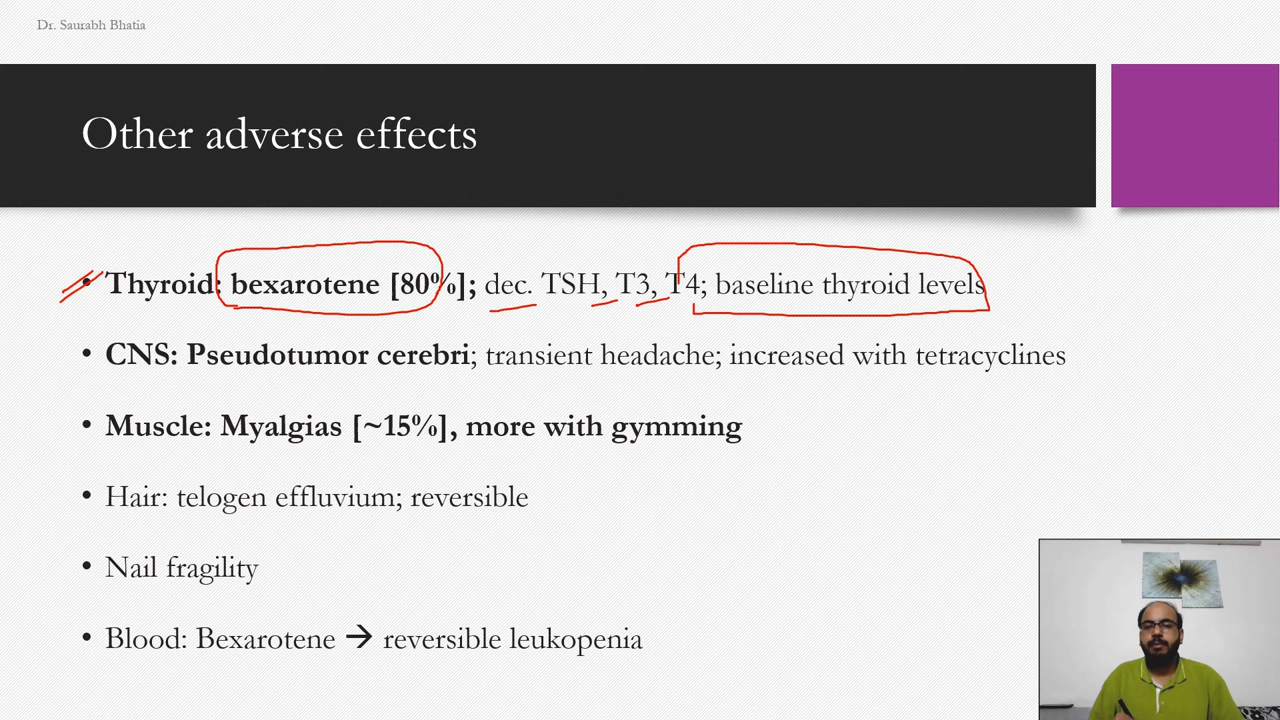 Dr. Saurabh Bhatia
Other adverse effects
• Thyroid: bexarotene [80%]; dec. TSH, T3, T4; baseline thyroid levels
• CNS: Pseudotumor cerebri; transient headache; increased with tetracyclines
• Muscle: Myalgias [~15%], more with gymming
• Hair: telogen effluvium; reversible
• Nail fragility
• Blood: Bexarotene → reversible leukopenia